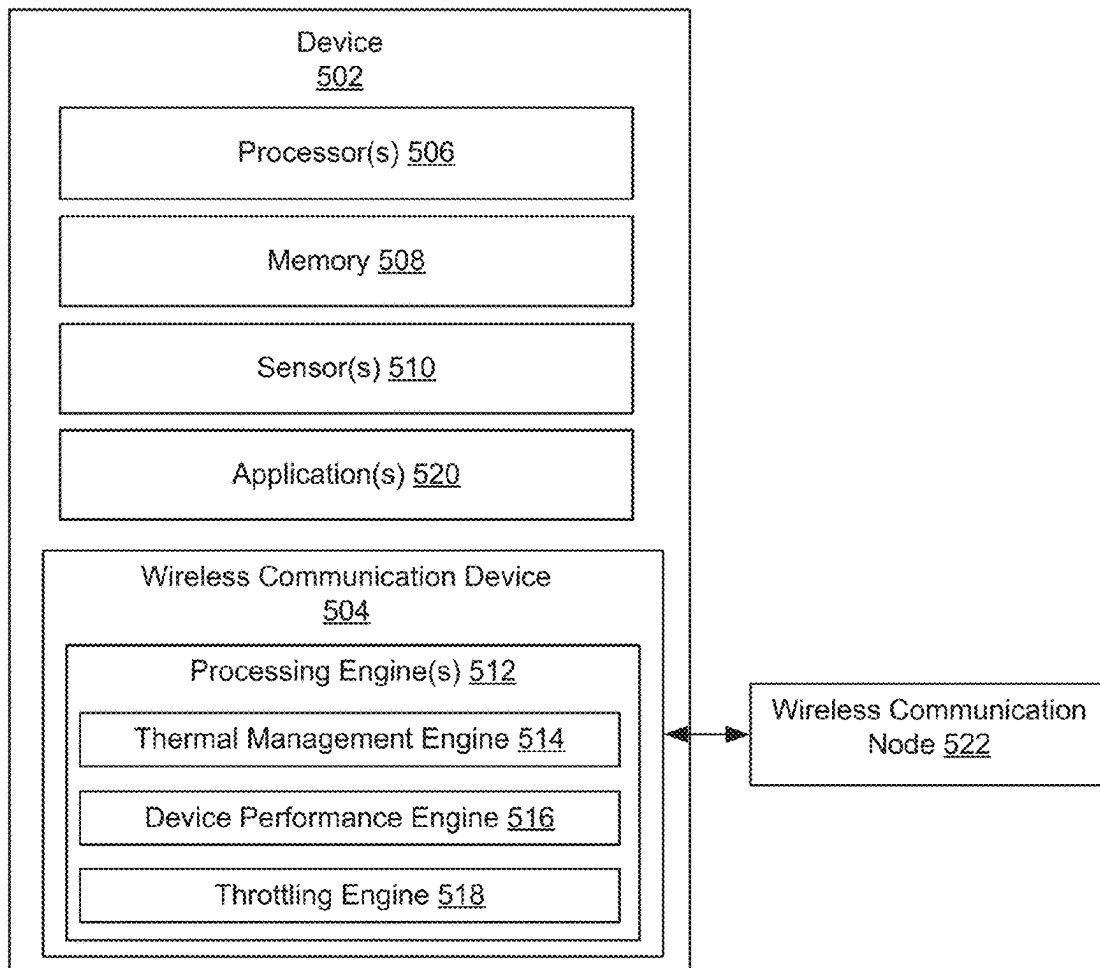 Device
502
Processor(s) 506
Memory 508
Sensor(s) 510
Application(s) 520
Wireless Communication Device
504
Processing Engine(s) 512
Thermal Management Engine 514
Device Performance Engine 516
Throttling Engine 518
Wireless Communication
Node 522